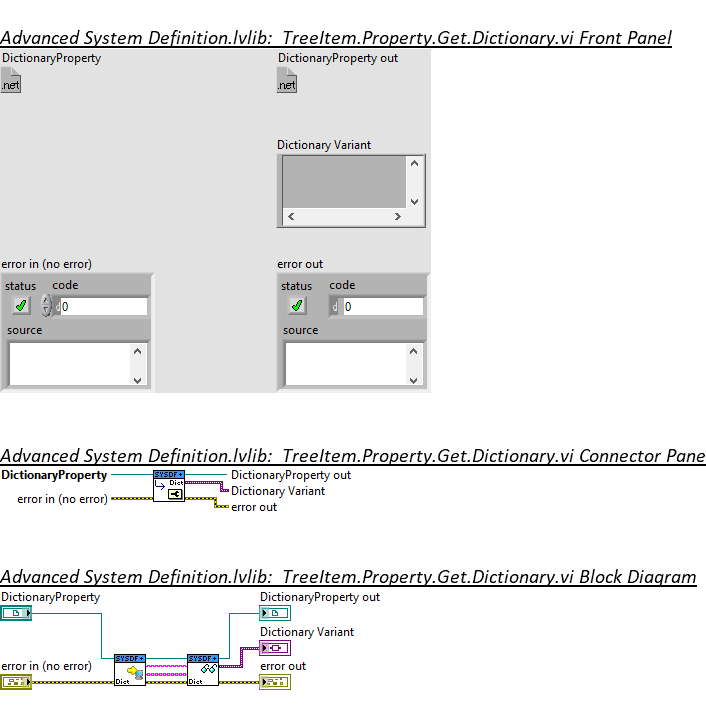 Advanced System Definition.lvlib:  TreeItem.Property.Get.Dictionary.vi Front Panel
DictionaryProperty DictionaryProperty out
.net .net
Dictionary Variant
error in (no error) error out
status code status code
d 0 d 0
source source
Advanced System Definition.lvlib:  TreeItem.Property.Get.Dictionary.vi Connector Pane
DictionaryProperty SYSDF+ DictionaryProperty out
Dict Dictionary Variant
error in (no error) error out
Advanced System Definition.lvlib:  TreeItem.Property.Get.Dictionary.vi Block Diagram
DictionaryProperty DictionaryProperty out
Dictionary Variant
error in (no error) SYSDF+ SYSDF+ error out
Dict Dict